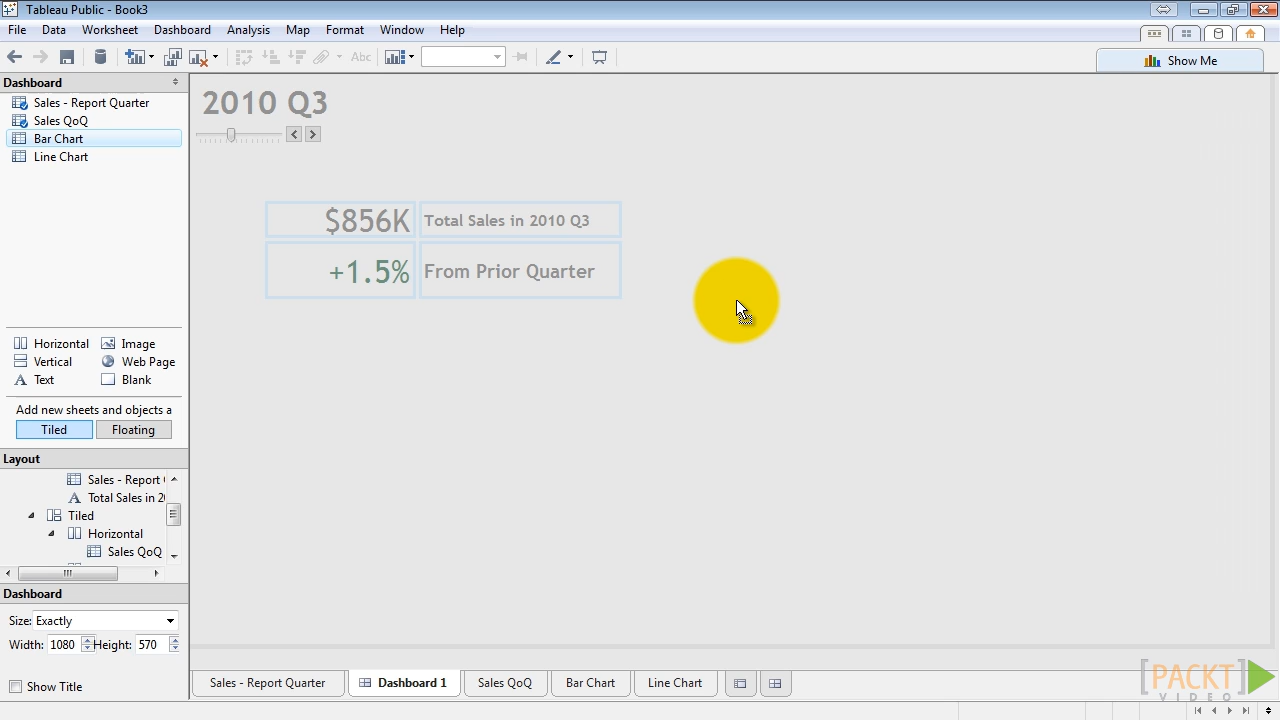 Tableau Public - Book3
File Data Worksheet Dashboard Analysis Map Format Window Help
Abc
Show Me
Dashboard
Sales - Report Quarter
Sales QoQ
Bar Chart
Line Chart
Horizontal Image
Vertical Web Page
Text Blank
Add new sheets and objects a
Tiled Floating
Layout
Sales - Report
Total Sales in 20
Tiled
Horizontal
Sales QoQ
Dashboard
Size: Exactly
Width: 1080 Height: 570
Show Title
2010 Q3
$856K Total Sales in 2010 Q3
+1.5% From Prior Quarter
Sales - Report Quarter Dashboard 1 Sales QoQ Bar Chart Line Chart
[PACKT]
VIDEO